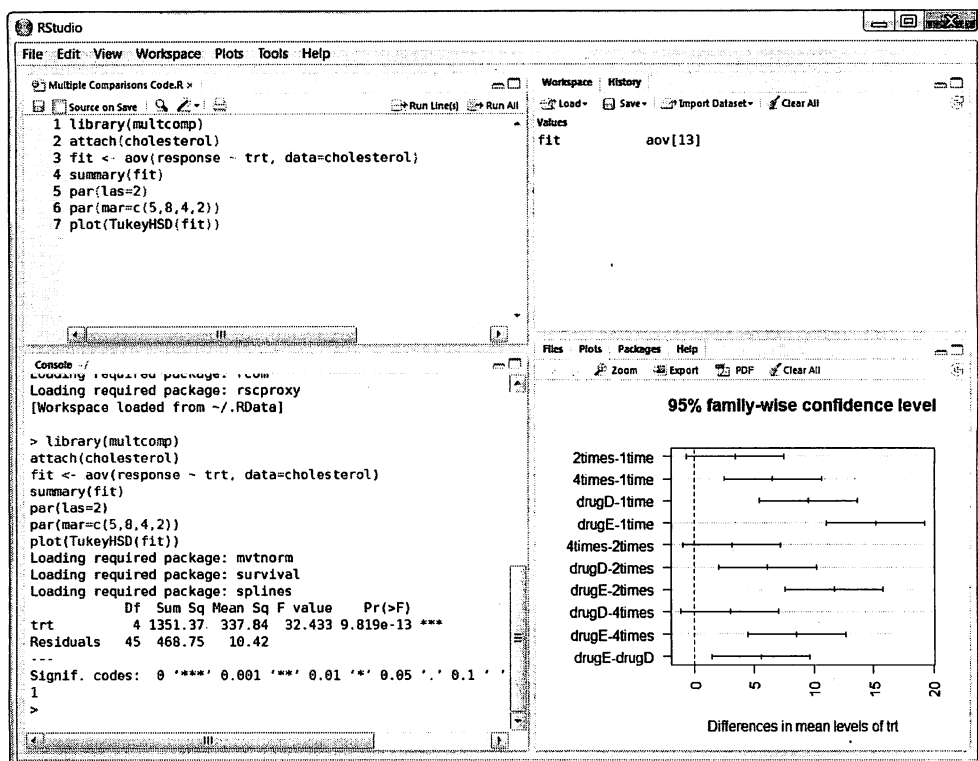 RStudio
File Edit View Workspace Plots Tools Help
Multiple Comparisons Code.R ×
Source on Save
Run Line(s) Run All
1 library(multcomp)
2 attach(cholesterol)
3 fit <- aov(response ~ trt, data=cholesterol)
4 summary(fit)
5 par(las=2)
6 par(mar=c(5,8,4,2))
7 plot(TukeyHSD(fit))
Workspace History
Load Save Import Dataset Clear All
Values
fit aov[13]
Console ~/
Loading required package: rcom
Loading required package: rscproxy
[Workspace loaded from ~/.RData]
> library(multcomp)
attach(cholesterol)
fit <- aov(response ~ trt, data=cholesterol)
summary(fit)
par(las=2)
par(mar=c(5,8,4,2))
plot(TukeyHSD(fit))
Loading required package: mvtnorm
Loading required package: survival
Loading required package: splines
Df Sum Sq Mean Sq F value Pr(>F)
trt 4 1351.37 337.84 32.433 9.819e-13 ***
Residuals 45 468.75 10.42
---
Signif. codes: 0 '***' 0.001 '**' 0.01 '*' 0.05 '.' 0.1 ' '
1
>
Files Plots Packages Help
Zoom Export PDF Clear All
95% family-wise confidence level
2times-1time
4times-1time
drugD-1time
drugE-1time
4times-2times
drugD-2times
drugE-2times
drugD-4times
drugE-4times
drugE-drugD
0 5 10 15 20
Differences in mean levels of trt